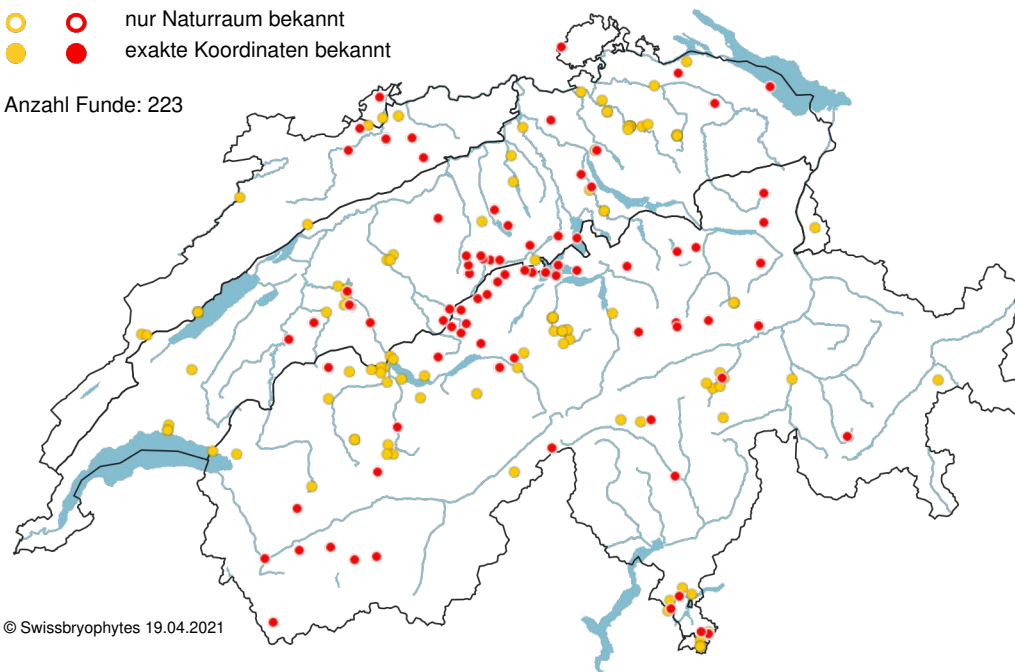 nur Naturraum bekannt
exakte Koordinaten bekannt
Anzahl Funde: 223
© Swissbryophytes 19.04.2021